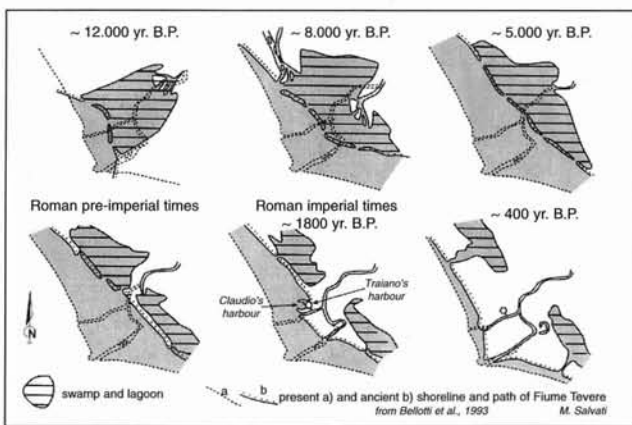 ~ 12.000 yr. B.P.
~ 8.000 yr. B.P.
~ 5.000 yr. B.P.
Roman pre-imperial times
Roman imperial times
~ 1800 yr. B.P.
~ 400 yr. B.P.
Claudio's
harbour
Traiano's
harbour
N
swamp and lagoon
a
b
present a) and ancient b) shoreline and path of Fiume Tevere
from Bellotti et al., 1993
M. Salvati